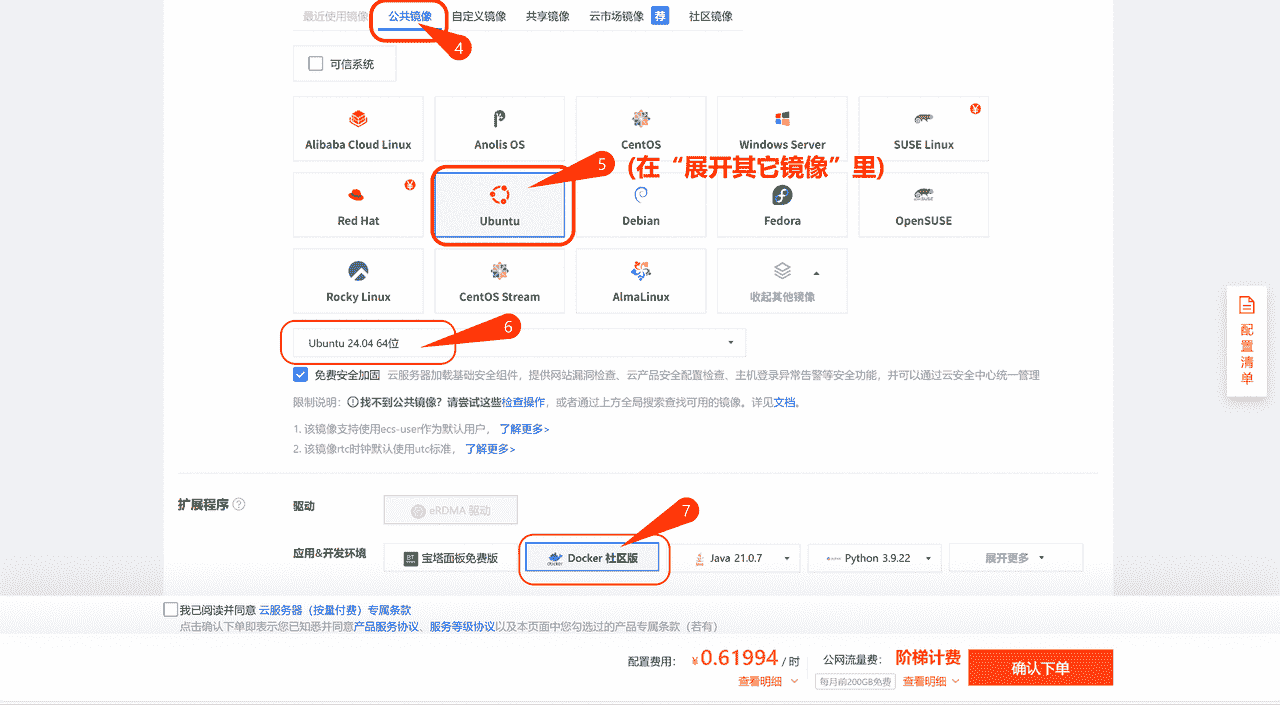 最近使用镜像 公共镜像 自定义镜像 共享镜像 云市场镜像 荐 社区镜像
4
可信系统
¥
Alibaba Cloud Linux Anolis OS CentOS Windows Server SUSE Linux
5 (在“展开其它镜像”里)
¥
Red Hat Ubuntu Debian Fedora OpenSUSE
Rocky Linux CentOS Stream AlmaLinux 收起其他镜像
6
Ubuntu 24.04 64位
免费安全加固 云服务器加载基础安全组件，提供网站漏洞检查、云产品安全配置检查、主机登录异常告警等安全功能，并可以通过云安全中心统一管理
限制说明：找不到公共镜像？请尝试这些检查操作，或者通过上方全局搜索查找可用的镜像。详见文档。
1. 该镜像支持使用ecs-user作为默认用户， 了解更多>
2. 该镜像rtc时钟默认使用utc标准， 了解更多>
扩展程序 ? 驱动 eRDMA 驱动
7
应用&开发环境 BT 宝塔面板免费版 docker Docker 社区版 Java 21.0.7 Python 3.9.22 展开更多
我已阅读并同意 云服务器（按量付费）专属条款
点击确认下单即表示您已知悉并同意产品服务协议、服务等级协议以及本页面中您勾选过的产品专属条款（若有）
配置费用： ¥0.61994 / 时 公网流量费： 阶梯计费 确认下单
查看明细 每月前200GB免费 查看明细
配置清单